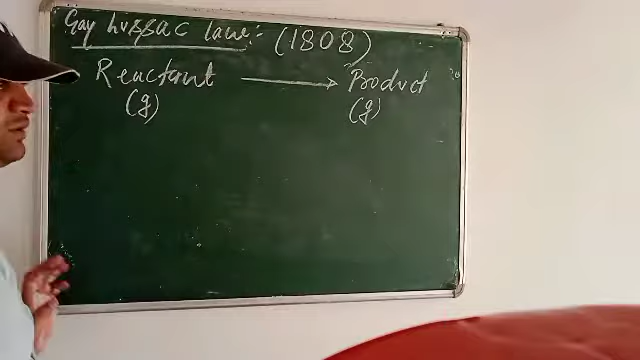 Gay lussac law:- (1808)
Reactant ⟶ Product
(g) (g)